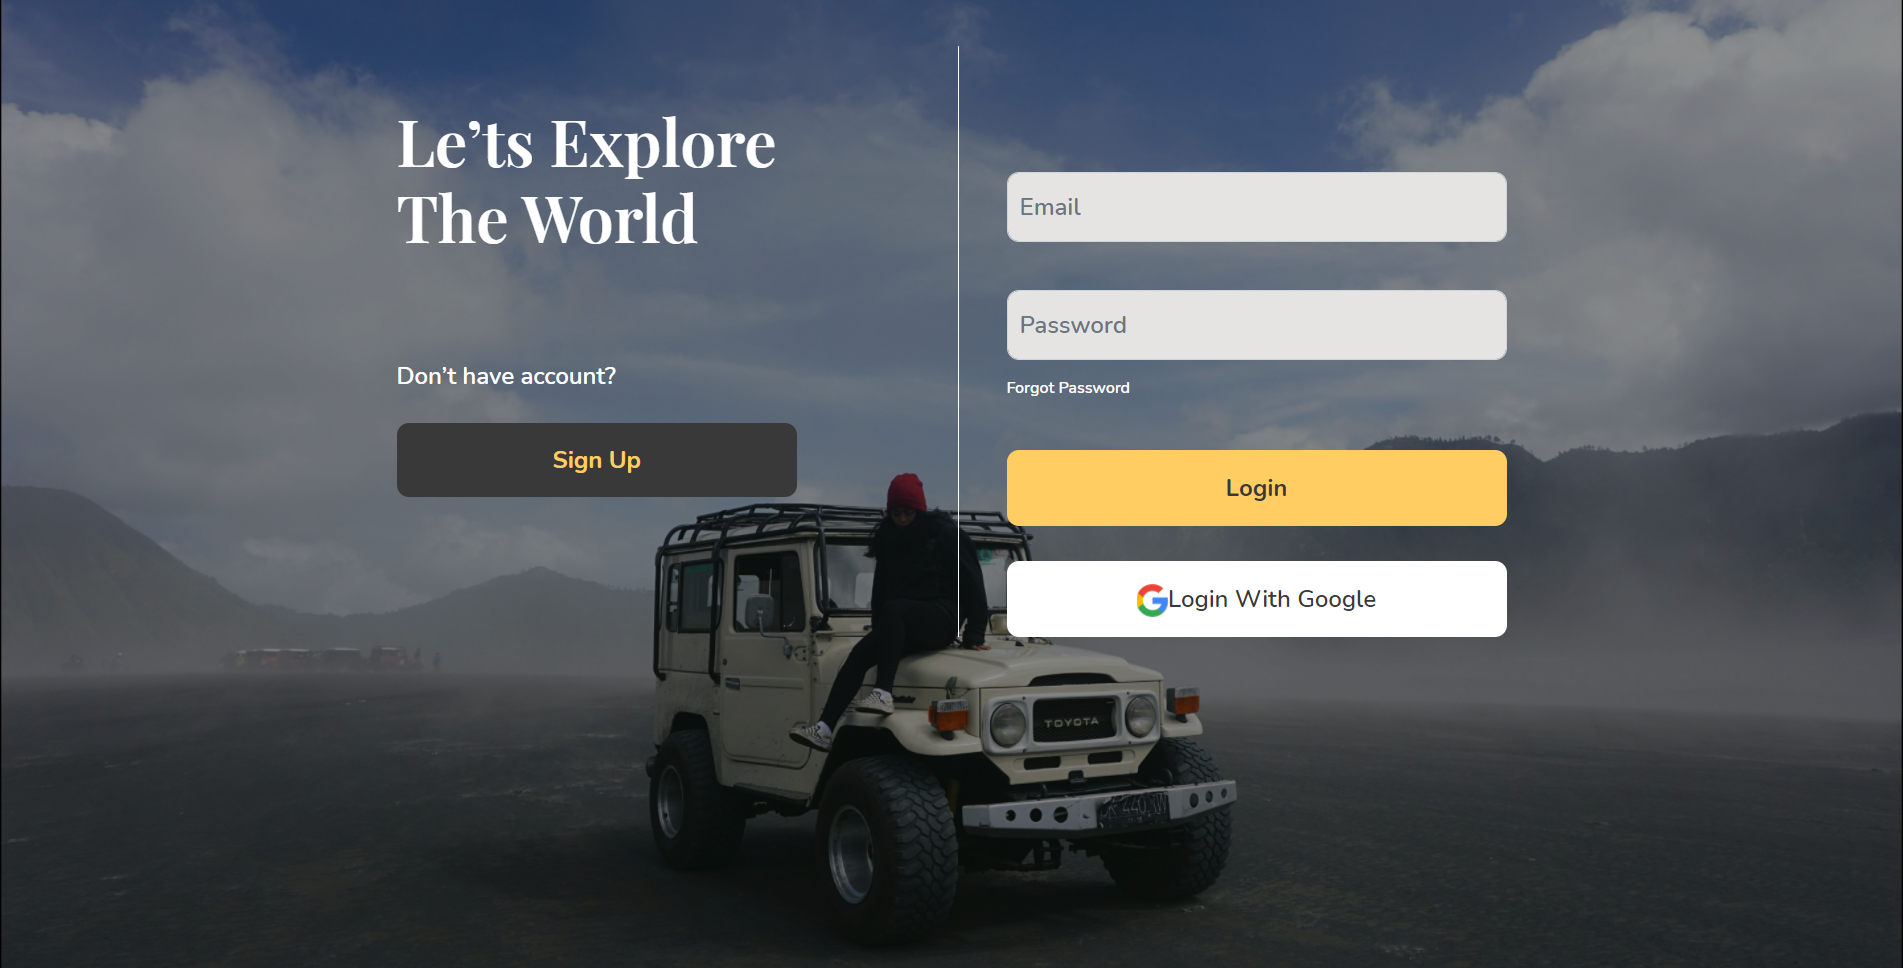 Le’ts Explore
The World
Don’t have account?
Sign Up
Email
Password
Forgot Password
Login
Login With Google
TOYOTA